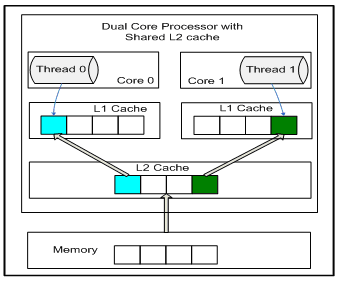 Dual Core Processor with
Shared L2 cache
Thread 0
Core 0
Core 1
Thread 1
L1 Cache
L1 Cache
L2 Cache
Memory